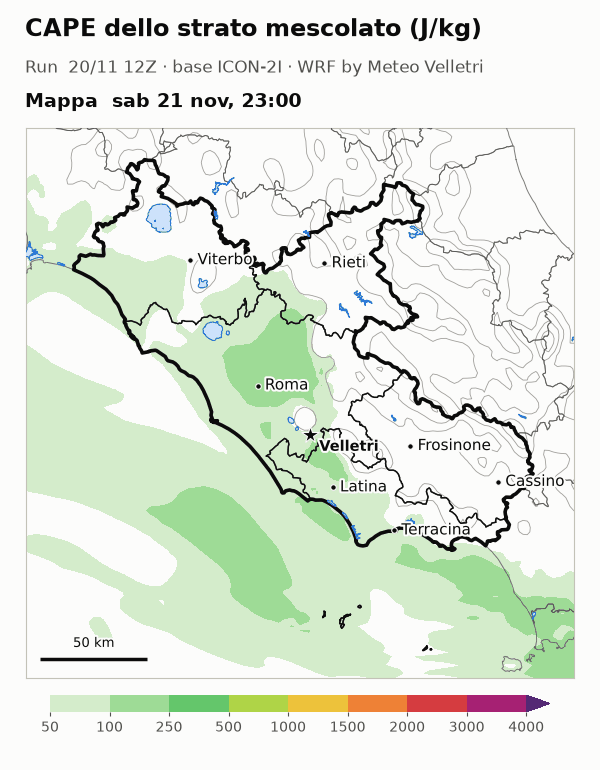 CAPE dello strato mescolato (J/kg)
Run  20/11 12Z · base ICON-2I · WRF by Meteo Velletri
Mappa  sab 21 nov, 23:00
Viterbo
Rieti
Roma
Velletri
Frosinone
Latina
Cassino
Terracina
50 km
50 100 250 500 1000 1500 2000 3000 4000